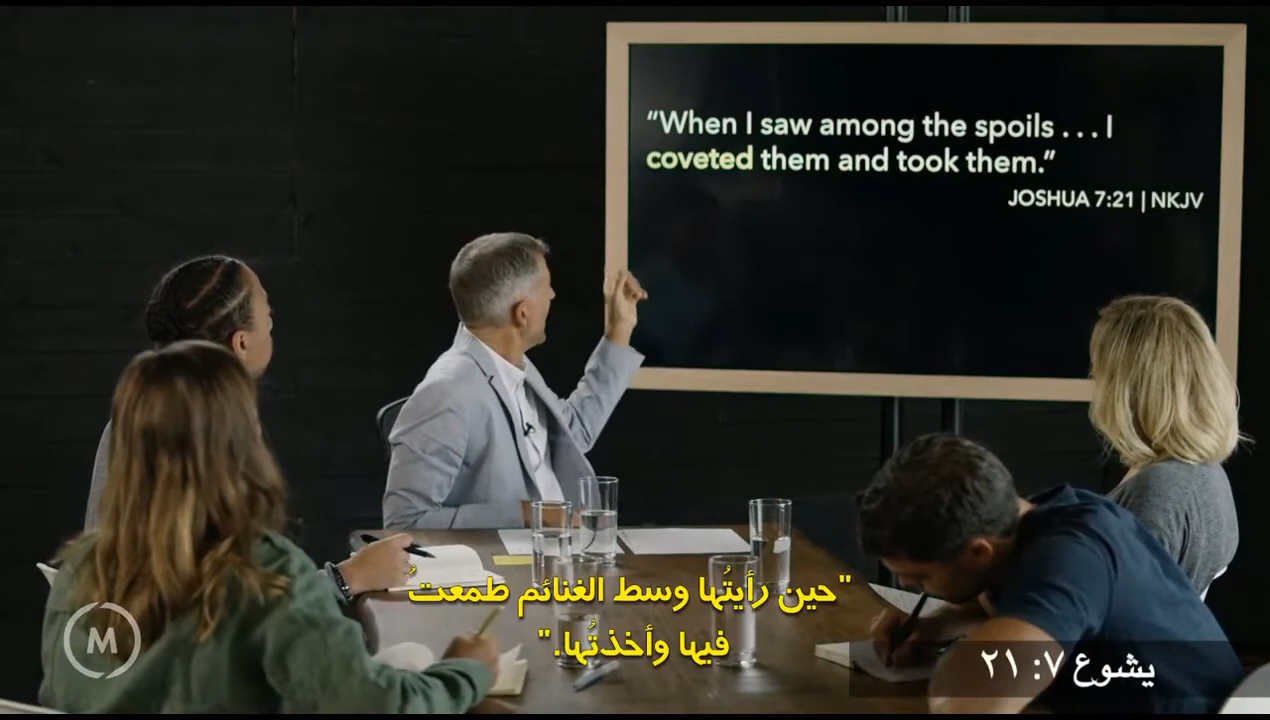 “When I saw among the spoils . . . I
coveted them and took them.”
JOSHUA 7:21 | NKJV
"حين رأيتُها وسط الغنائم طمعتُ
فيها وأخذتُها."
يشوع ٧: ٢١
M